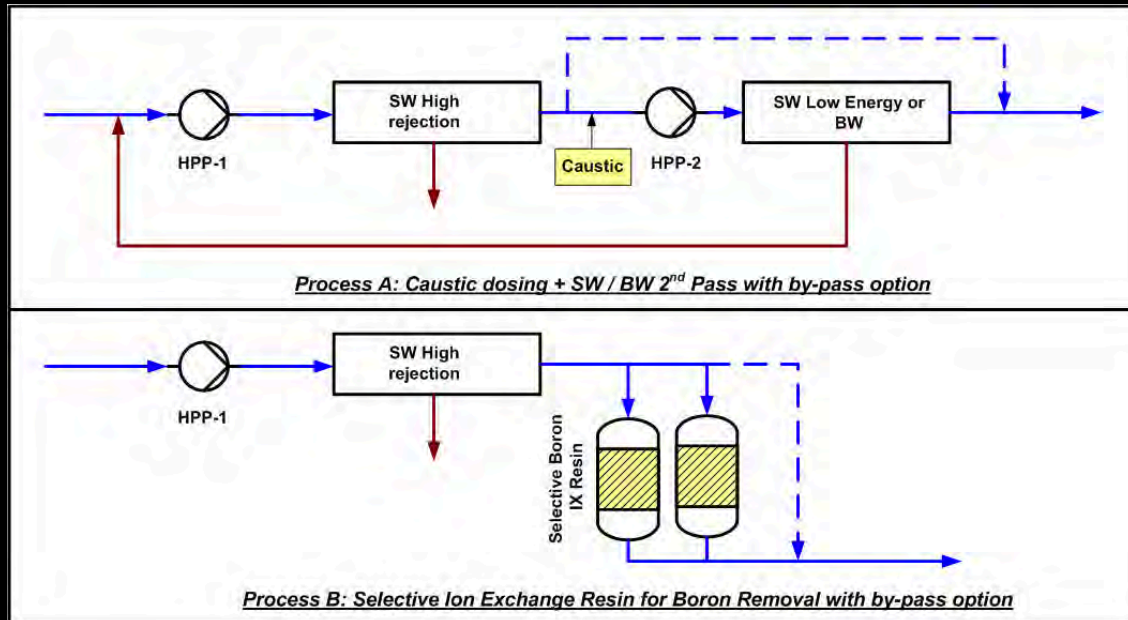 SW High
rejection
SW Low Energy or
BW
HPP-1
Caustic
HPP-2
Process A: Caustic dosing + SW / BW 2nd Pass with by-pass option
SW High
rejection
HPP-1
Selective Boron
IX Resin
Process B: Selective Ion Exchange Resin for Boron Removal with by-pass option